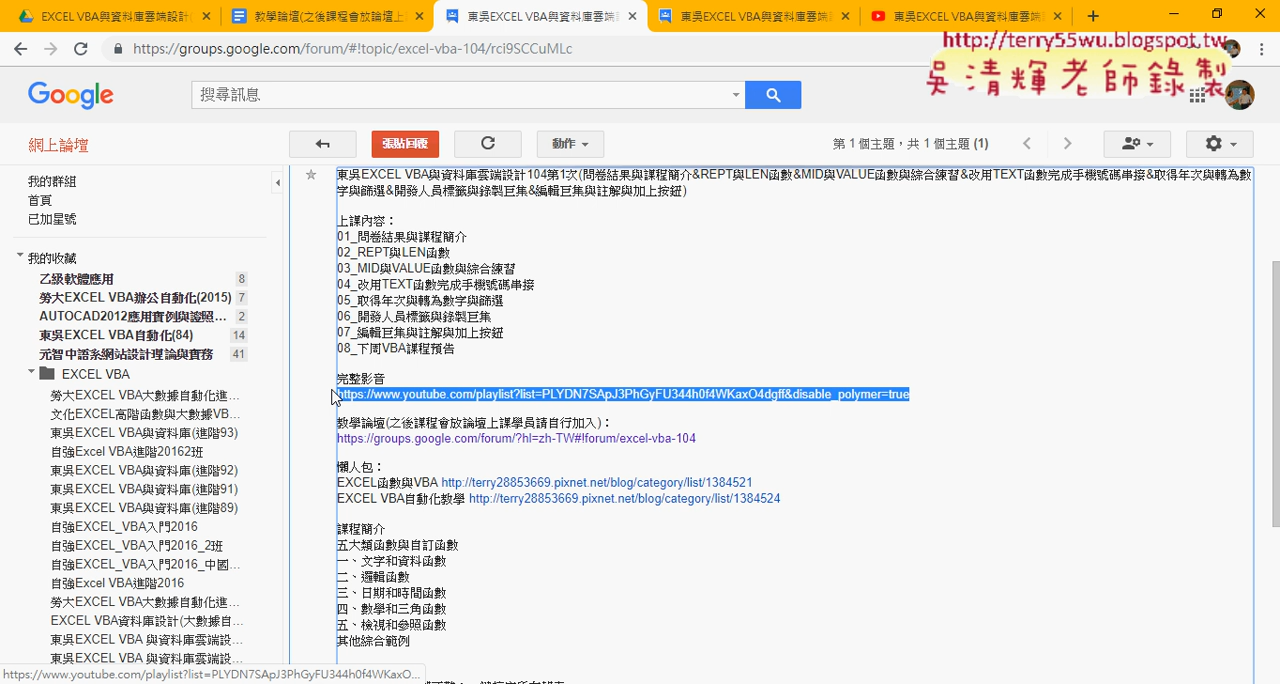 東吳EXCEL VBA與資料庫雲端設計
教學論壇(之後課程會放論壇上
東吳EXCEL VBA與資料庫雲端
東吳EXCEL VBA與資料庫雲端
東吳EXCEL VBA與資料庫雲端
https://groups.google.com/forum/#!topic/excel-vba-104/rci9SCCuMLc
http://terry55wu.blogspot.tw
吳清輝老師錄製
Google
搜尋訊息
網上論壇
張貼回覆
動作
第 1 個主題，共 1 個主題 (1)
我的群組
首頁
已加星號
我的收藏
乙級軟體應用 8
勞大EXCEL VBA辦公自動化(2015) 7
AUTOCAD2012應用實例與證照... 2
東吳EXCEL VBA自動化(84) 14
元智中語系網站設計理論與實務 41
EXCEL VBA
勞大EXCEL VBA大數據自動化進...
文化EXCEL高階函數與大數據VB...
東吳EXCEL VBA與資料庫(進階93)
自強Excel VBA進階20162班
東吳EXCEL VBA與資料庫(進階92)
東吳EXCEL VBA與資料庫(進階91)
東吳EXCEL VBA與資料庫(進階89)
自強EXCEL_VBA入門2016
自強EXCEL_VBA入門2016_2班
自強EXCEL_VBA入門2016_中國...
自強Excel VBA進階2016
勞大EXCEL VBA大數據自動化進...
EXCEL VBA資料庫設計(大數據自...
東吳EXCEL VBA 與資料庫雲端設...
東吳EXCEL VBA 與資料庫雲端設...
東吳EXCEL VBA與資料庫雲端設計104第1次(問卷結果與課程簡介&REPT與LEN函數&MID與VALUE函數與綜合練習&改用TEXT函數完成手機號碼串接&取得年次與轉為數
字與篩選&開發人員標籤與錄製巨集&編輯巨集與註解與加上按鈕)
上課內容：
01_問卷結果與課程簡介
02_REPT與LEN函數
03_MID與VALUE函數與綜合練習
04_改用TEXT函數完成手機號碼串接
05_取得年次與轉為數字與篩選
06_開發人員標籤與錄製巨集
07_編輯巨集與註解與加上按鈕
08_下周VBA課程預告
完整影音
https://www.youtube.com/playlist?list=PLYDN7SApJ3PhGyFU344h0f4WKaxO4dgff&disable_polymer=true
教學論壇(之後課程會放論壇上課學員請自行加入)：
https://groups.google.com/forum/?hl=zh-TW#!forum/excel-vba-104
懶人包：
EXCEL函數與VBA http://terry28853669.pixnet.net/blog/category/list/1384521
EXCEL VBA自動化教學 http://terry28853669.pixnet.net/blog/category/list/1384524
課程簡介
五大類函數與自訂函數
一、文字和資料函數
二、邏輯函數
三、日期和時間函數
四、數學和三角函數
五、檢視和參照函數
其他綜合範例
https://www.youtube.com/playlist?list=PLYDN7SApJ3PhGyFU344h0f4WKaxO...